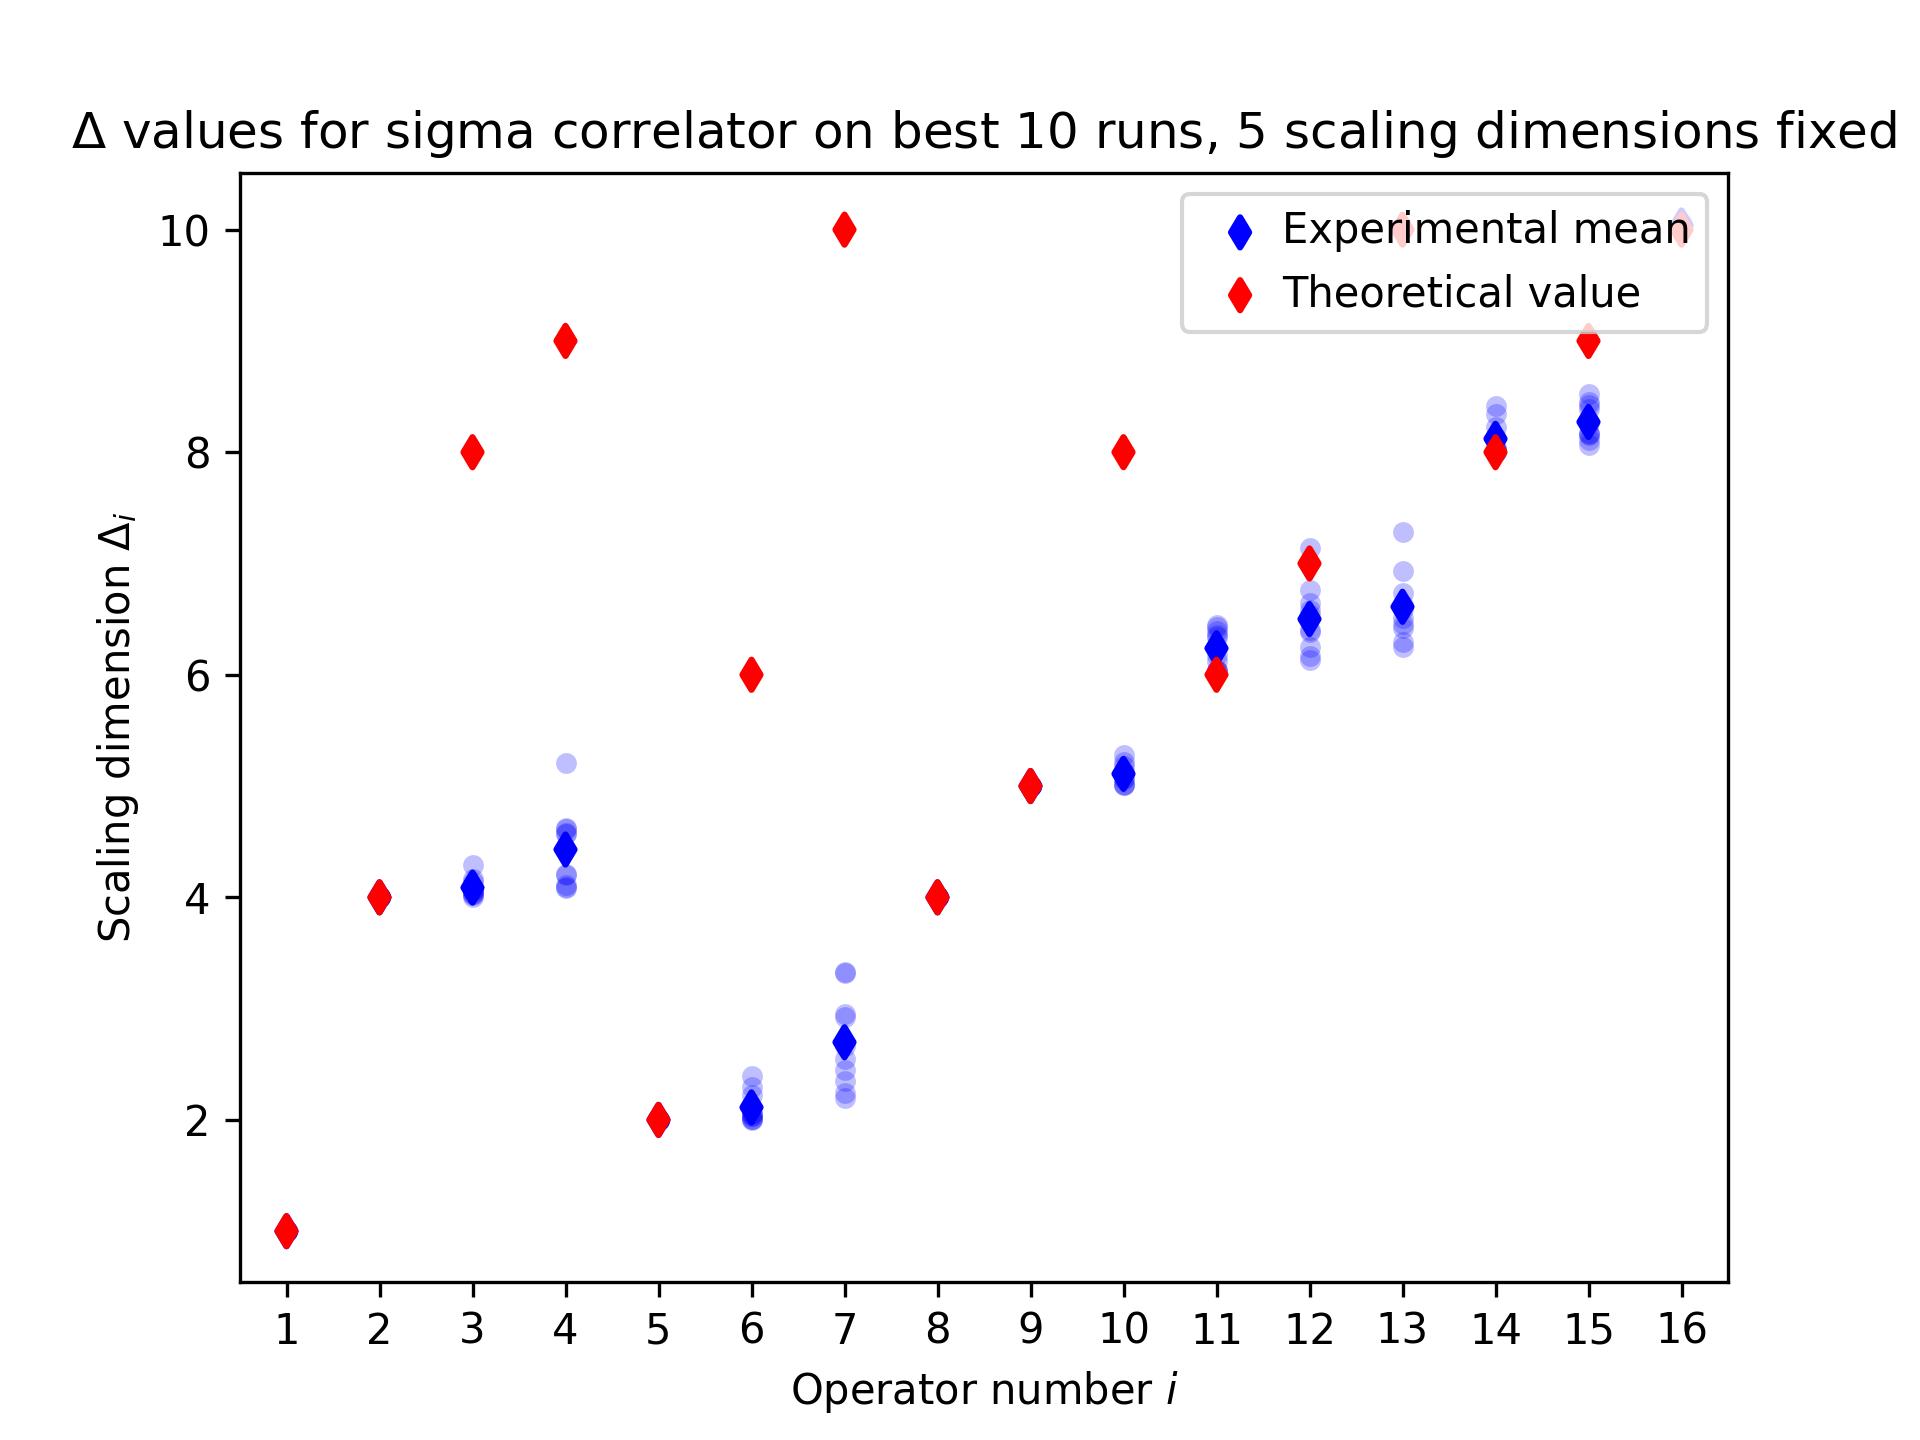 Δ values for sigma correlator on best 10 runs, 5 scaling dimensions fixed
Experimental mean
Theoretical value
10
8
6
4
2
Scaling dimension Δi
1 2 3 4 5 6 7 8 9 10 11 12 13 14 15 16
Operator number i